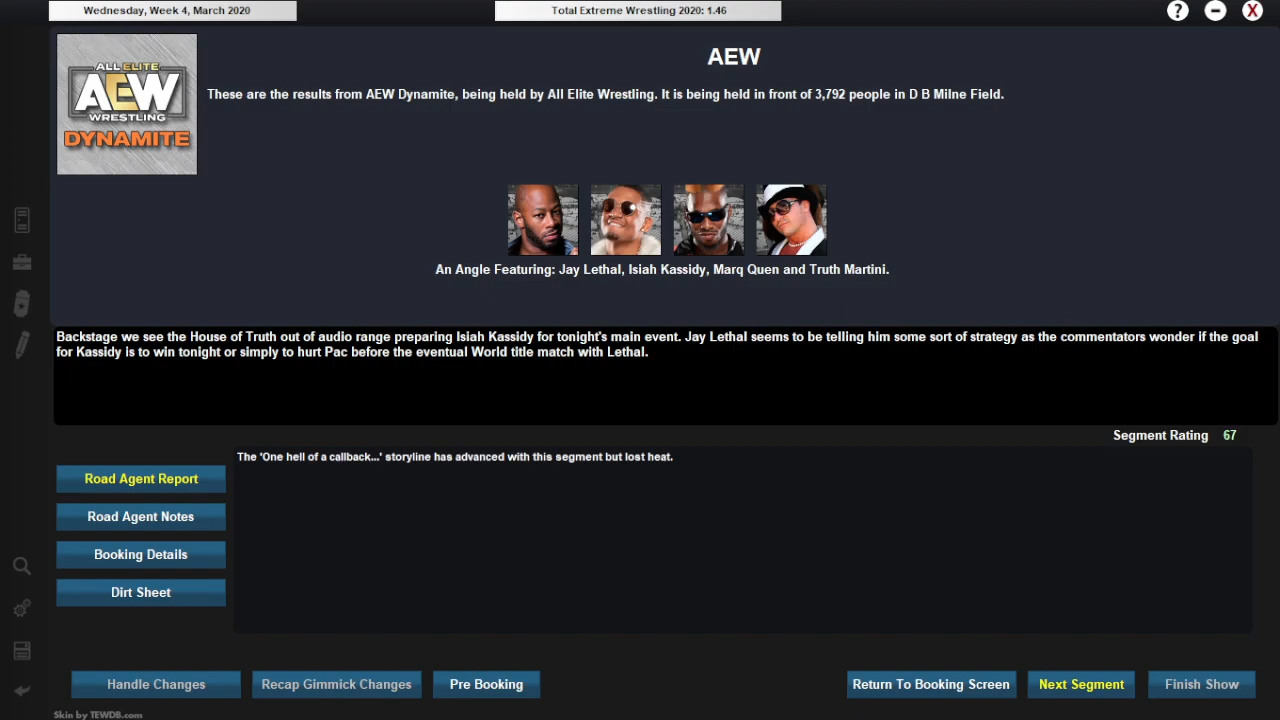 Wednesday, Week 4, March 2020
Total Extreme Wrestling 2020: 1.46
?
X
ALL ELITE
AEW
WRESTLING
DYNAMITE
AEW
These are the results from AEW Dynamite, being held by All Elite Wrestling. It is being held in front of 3,792 people in D B Milne Field.
An Angle Featuring: Jay Lethal, Isiah Kassidy, Marq Quen and Truth Martini.
Backstage we see the House of Truth out of audio range preparing Isiah Kassidy for tonight's main event. Jay Lethal seems to be telling him some sort of strategy as the commentators wonder if the goal
for Kassidy is to win tonight or simply to hurt Pac before the eventual World title match with Lethal.
Segment Rating 67
The 'One hell of a callback...' storyline has advanced with this segment but lost heat.
Road Agent Report
Road Agent Notes
Booking Details
Dirt Sheet
Handle Changes
Recap Gimmick Changes
Pre Booking
Return To Booking Screen
Next Segment
Finish Show
Skin by TEWDB.com